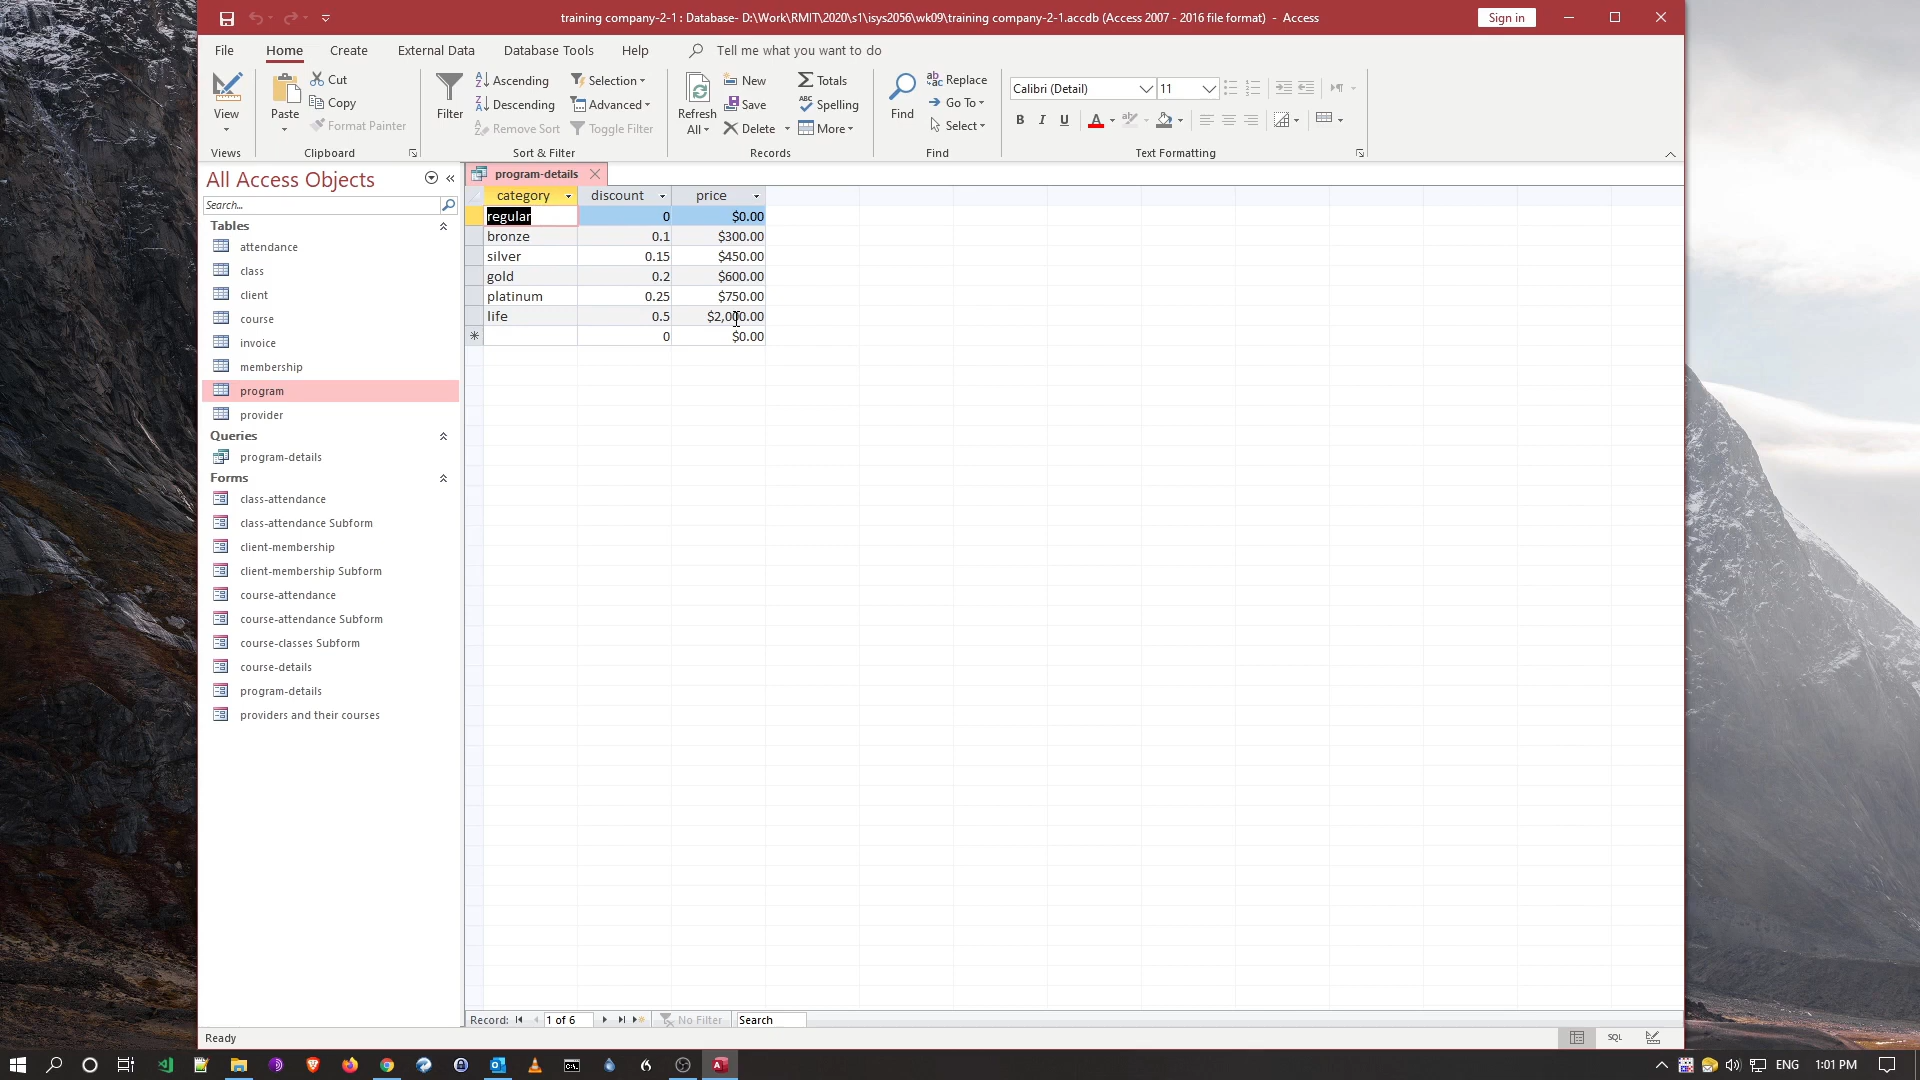 training company-2-1 : Database- D:\Work\RMIT\2020\s1\isys2056\wk09\training company-2-1.accdb (Access 2007 - 2016 file format) - Access
Sign in
File Home Create External Data Database Tools Help Tell me what you want to do
View
Views
Paste
Cut
Copy
Format Painter
Clipboard
Filter
Ascending
Descending
Remove Sort
Selection
Advanced
Toggle Filter
Sort & Filter
Refresh
All
New
Save
Delete
Totals
Spelling
More
Records
Find
Replace
Go To
Select
Find
Calibri (Detail) 11
B I U A
Text Formatting
All Access Objects
Search...
Tables
attendance
class
client
course
invoice
membership
program
provider
Queries
program-details
Forms
class-attendance
class-attendance Subform
client-membership
client-membership Subform
course-attendance
course-attendance Subform
course-classes Subform
course-details
program-details
providers and their courses
program-details
category discount price
regular 0 $0.00
bronze 0.1 $300.00
silver 0.15 $450.00
gold 0.2 $600.00
platinum 0.25 $750.00
life 0.5 $2,000.00
* 0 $0.00
Record: 1 of 6 No Filter Search
Ready
SQL
ENG 1:01 PM